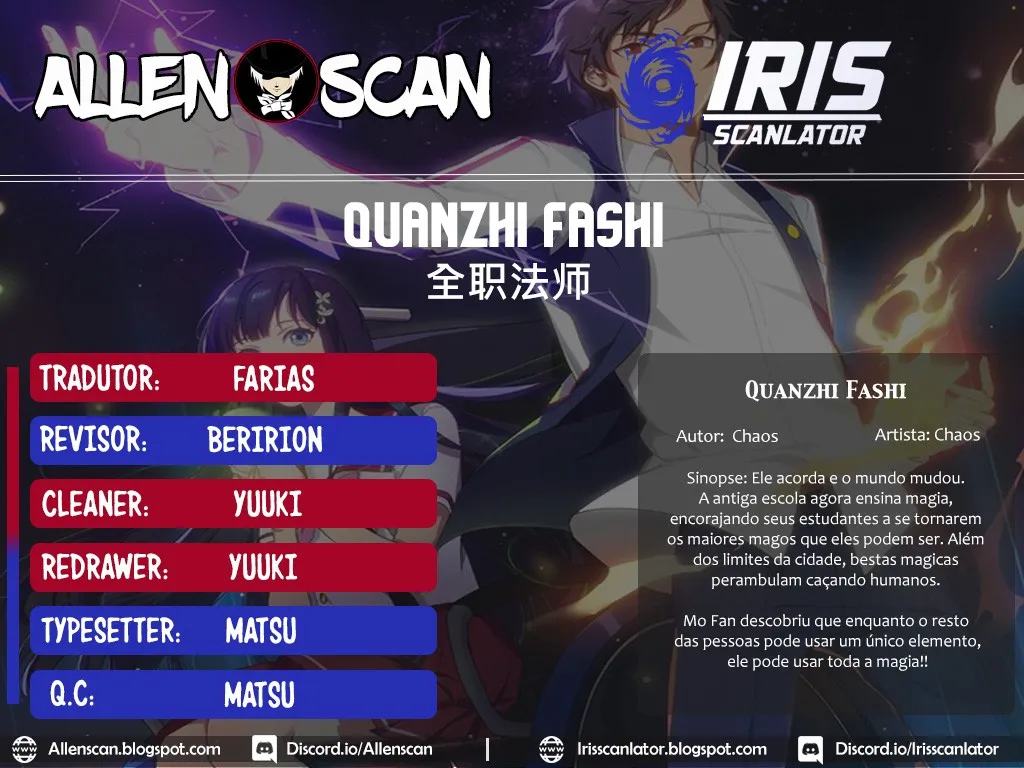 ALLEN SCAN
IRIS
SCANLATOR
QUANZHI FASHI
全职法师
TRADUTOR: FARIAS
REVISOR: BERIRION
CLEANER: YUUKI
REDRAWER: YUUKI
TYPESETTER: MATSU
Q.C: MATSU
Quanzhi Fashi
Autor: Chaos Artista: Chaos
Sinopse: Ele acorda e o mundo mudou.
A antiga escola agora ensina magia,
encorajando seus estudantes a se tornarem
os maiores magos que eles podem ser. Além
dos limites da cidade, bestas magicas
perambulam caçando humanos.
Mo Fan descobriu que enquanto o resto
das pessoas pode usar um único elemento,
ele pode usar toda a magia!!
Allenscan.blogspot.com Discord.io/Allenscan | Irisscanlator.blogspot.com Discord.io/Irisscanlator